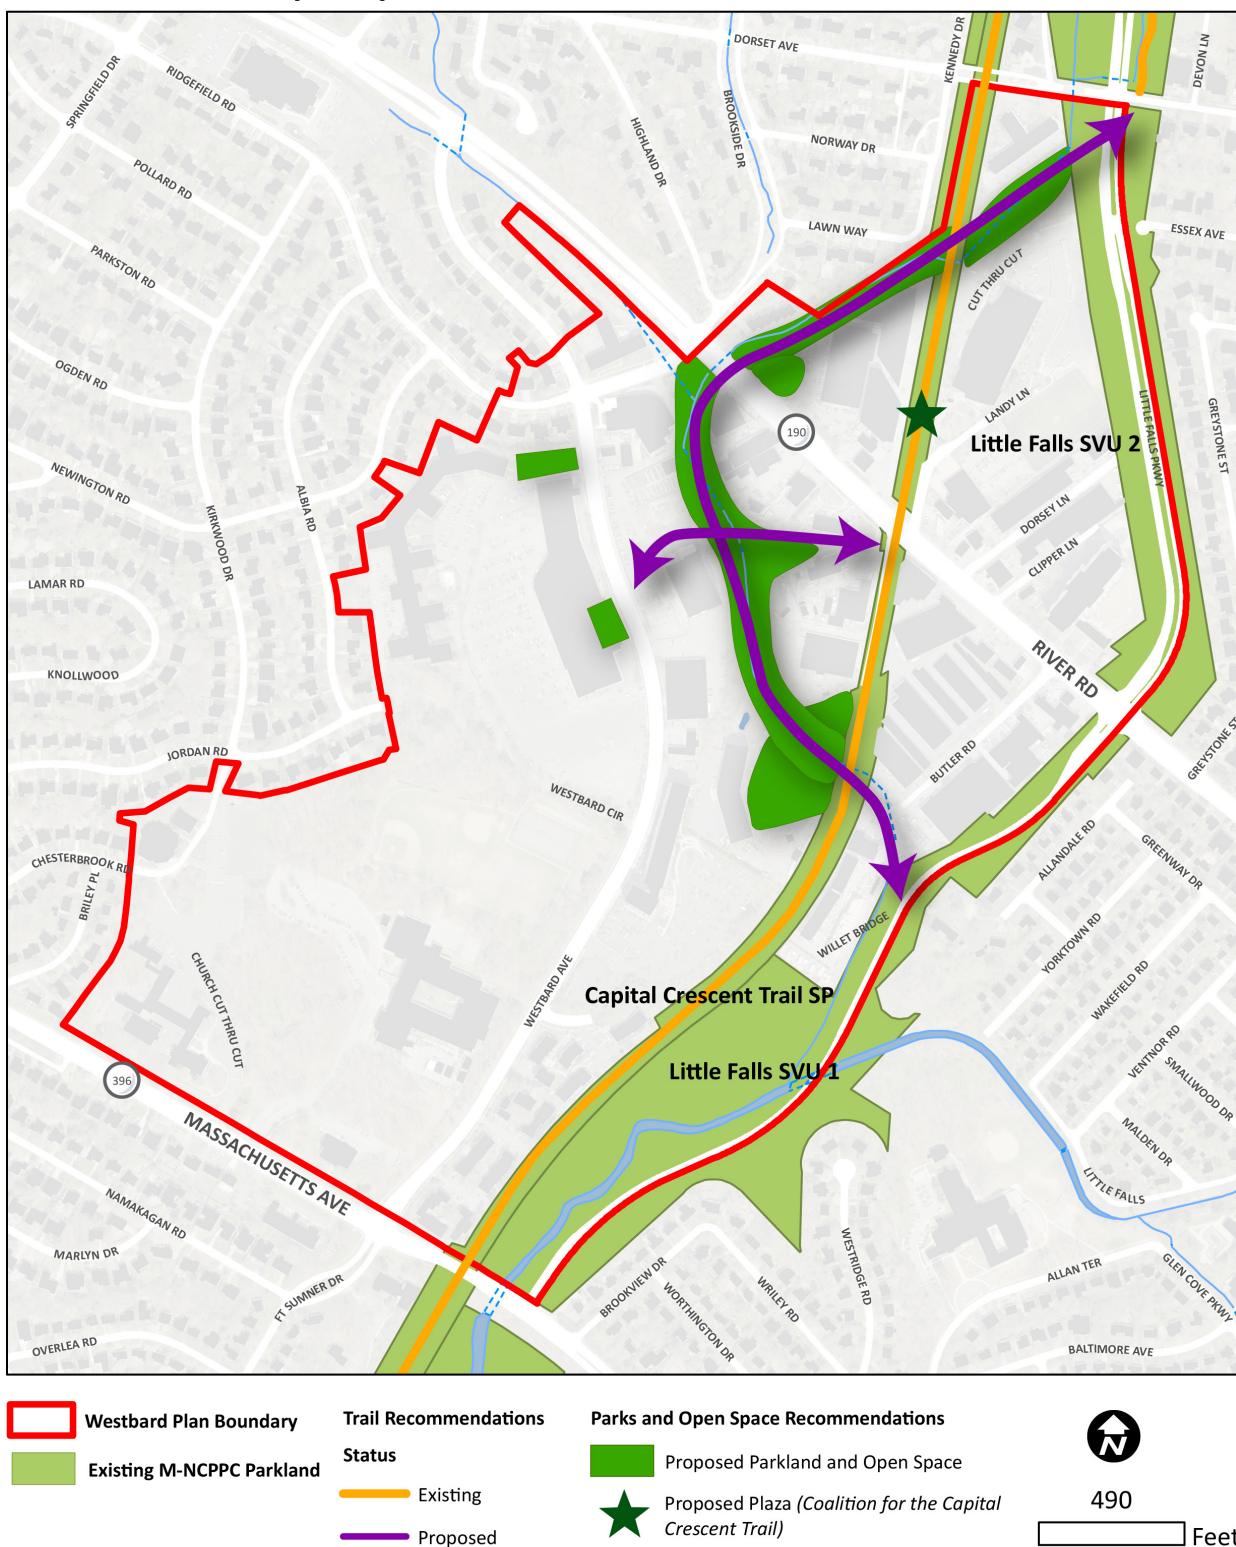 DORSET AVE
KENNEDY DR
DEVON LN
SPRINGFIELD DR
RIDGEFIELD RD
HIGHLAND DR
BROOKSIDE DR
NORWAY DR
POLLARD RD
LAWN WAY
ESSEX AVE
PARKSTON RD
CUT THRU CUT
OGDEN RD
LANDY LN
LITTLE FALLS PKWY
GREYSTONE ST
190
Little Falls SVU 2
NEWINGTON RD
ALBIA RD
KIRKWOOD DR
DORSEY LN
CLIPPER LN
LAMAR RD
KNOLLWOOD
RIVER RD
JORDAN RD
BUTLER RD
GREYSTONE ST
WESTBARD CIR
CHESTERBROOK RD
BRILEY PL
ALLANDALE RD
GREENWAY DR
WILLET BRIDGE
YORKTOWN RD
WESTBARD AVE
CHURCH CUT THRU CUT
WAKEFIELD RD
Capital Crescent Trail SP
VENTNOR RD
Little Falls SVU 1
SMALLWOOD DR
396
MASSACHUSETTS AVE
MALDEN DR
LITTLE FALLS
NAMAKAGAN RD
MARLYN DR
FT SUMNER DR
BROOKVIEW DR
WORTHINGTON DR
WRILEY RD
WESTRIDGE RD
ALLAN TER
GLEN COVE PKWY
OVERLEA RD
BALTIMORE AVE
Westbard Plan Boundary
Existing M-NCPPC Parkland
Trail Recommendations
Status
Existing
Proposed
Parks and Open Space Recommendations
Proposed Parkland and Open Space
Proposed Plaza (Coalition for the Capital
Crescent Trail)
N
490
Feet